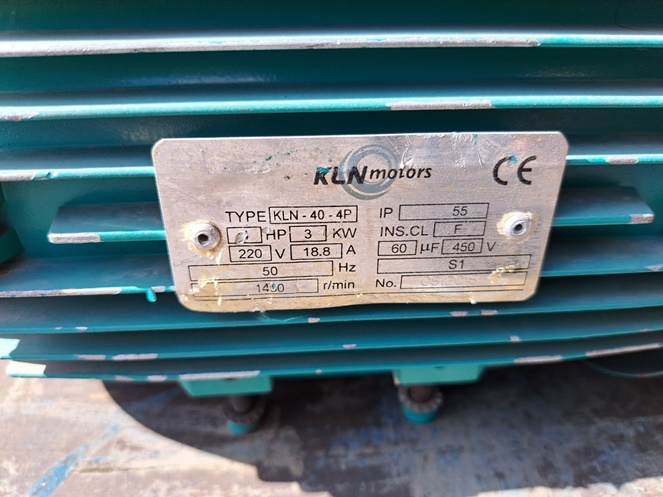 KLN motors CE
TYPE KLN - 40 - 4P IP 55
HP 3 KW INS.CL F
220 V 18.8 A 60 µF 450 V
50 Hz S1
r/min No.